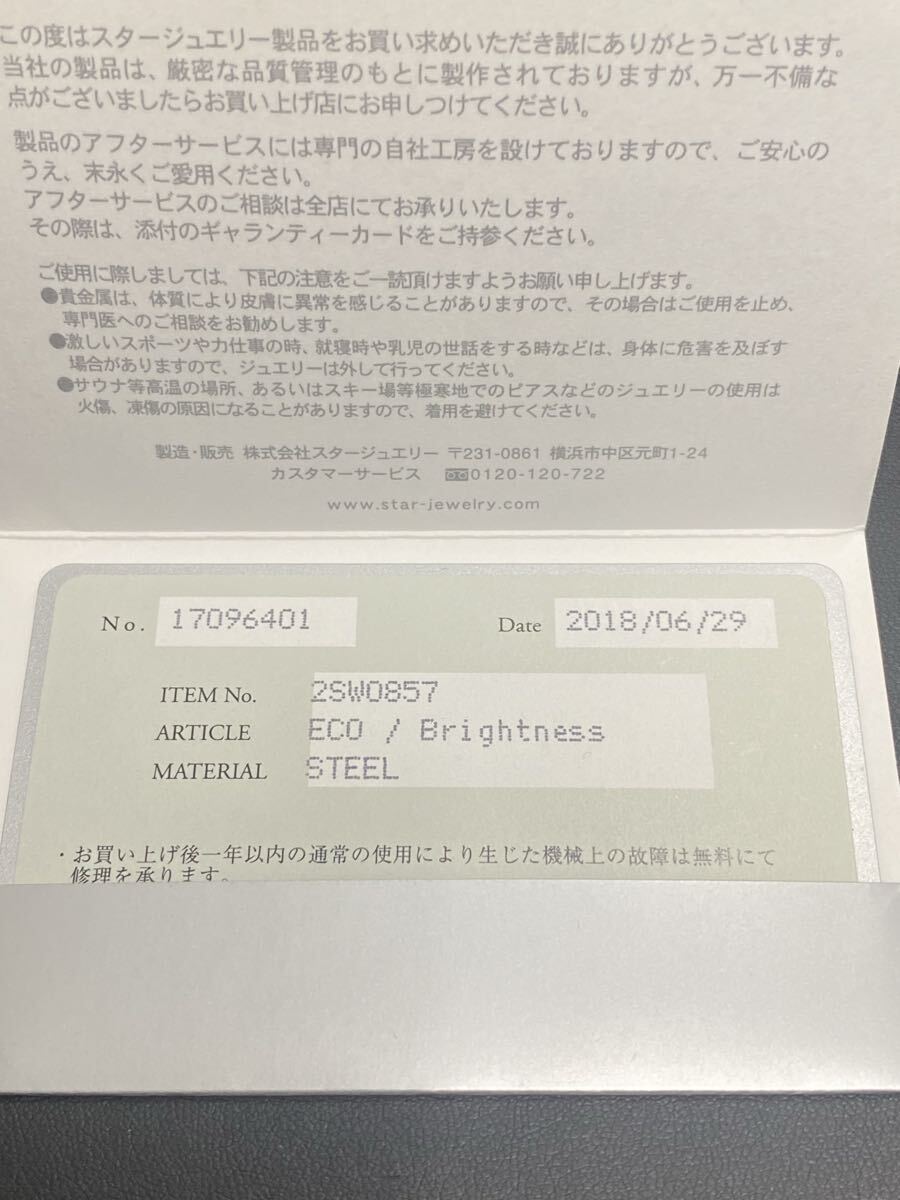 この度はスタージュエリー製品をお買い求めいただき誠にありがとうございます。
当社の製品は、厳密な品質管理のもとに製作されておりますが、万一不備な
点がございましたらお買い上げ店にお申しつけてください。
製品のアフターサービスには専門の自社工房を設けておりますので、ご安心の
うえ、末永くご愛用ください。
アフターサービスのご相談は全店にてお承りいたします。
その際は、添付のギャランティーカードをご持参ください。
ご使用に際しましては、下記の注意をご一読頂けますようお願い申し上げます。
●貴金属は、体質により皮膚に異常を感じることがありますので、その場合はご使用を止め、
専門医へのご相談をお勧めします。
●激しいスポーツや力仕事の時、就寝時や乳児の世話をする時などは、身体に危害を及ぼす
場合がありますので、ジュエリーは外して行ってください。
●サウナ等高温の場所、あるいはスキー場等極寒地でのピアスなどのジュエリーの使用は
火傷、凍傷の原因になることがありますので、着用を避けてください。
製造・販売 株式会社スタージュエリー 〒231-0861 横浜市中区元町1-24
カスタマーサービス 0120-120-722
www.star-jewelry.com
No. 17096401 Date 2018/06/29
ITEM No. 2SW0857
ARTICLE ECO / Brightness
MATERIAL STEEL
・お買い上げ後一年以内の通常の使用により生じた機械上の故障は無料にて
修理を承ります。